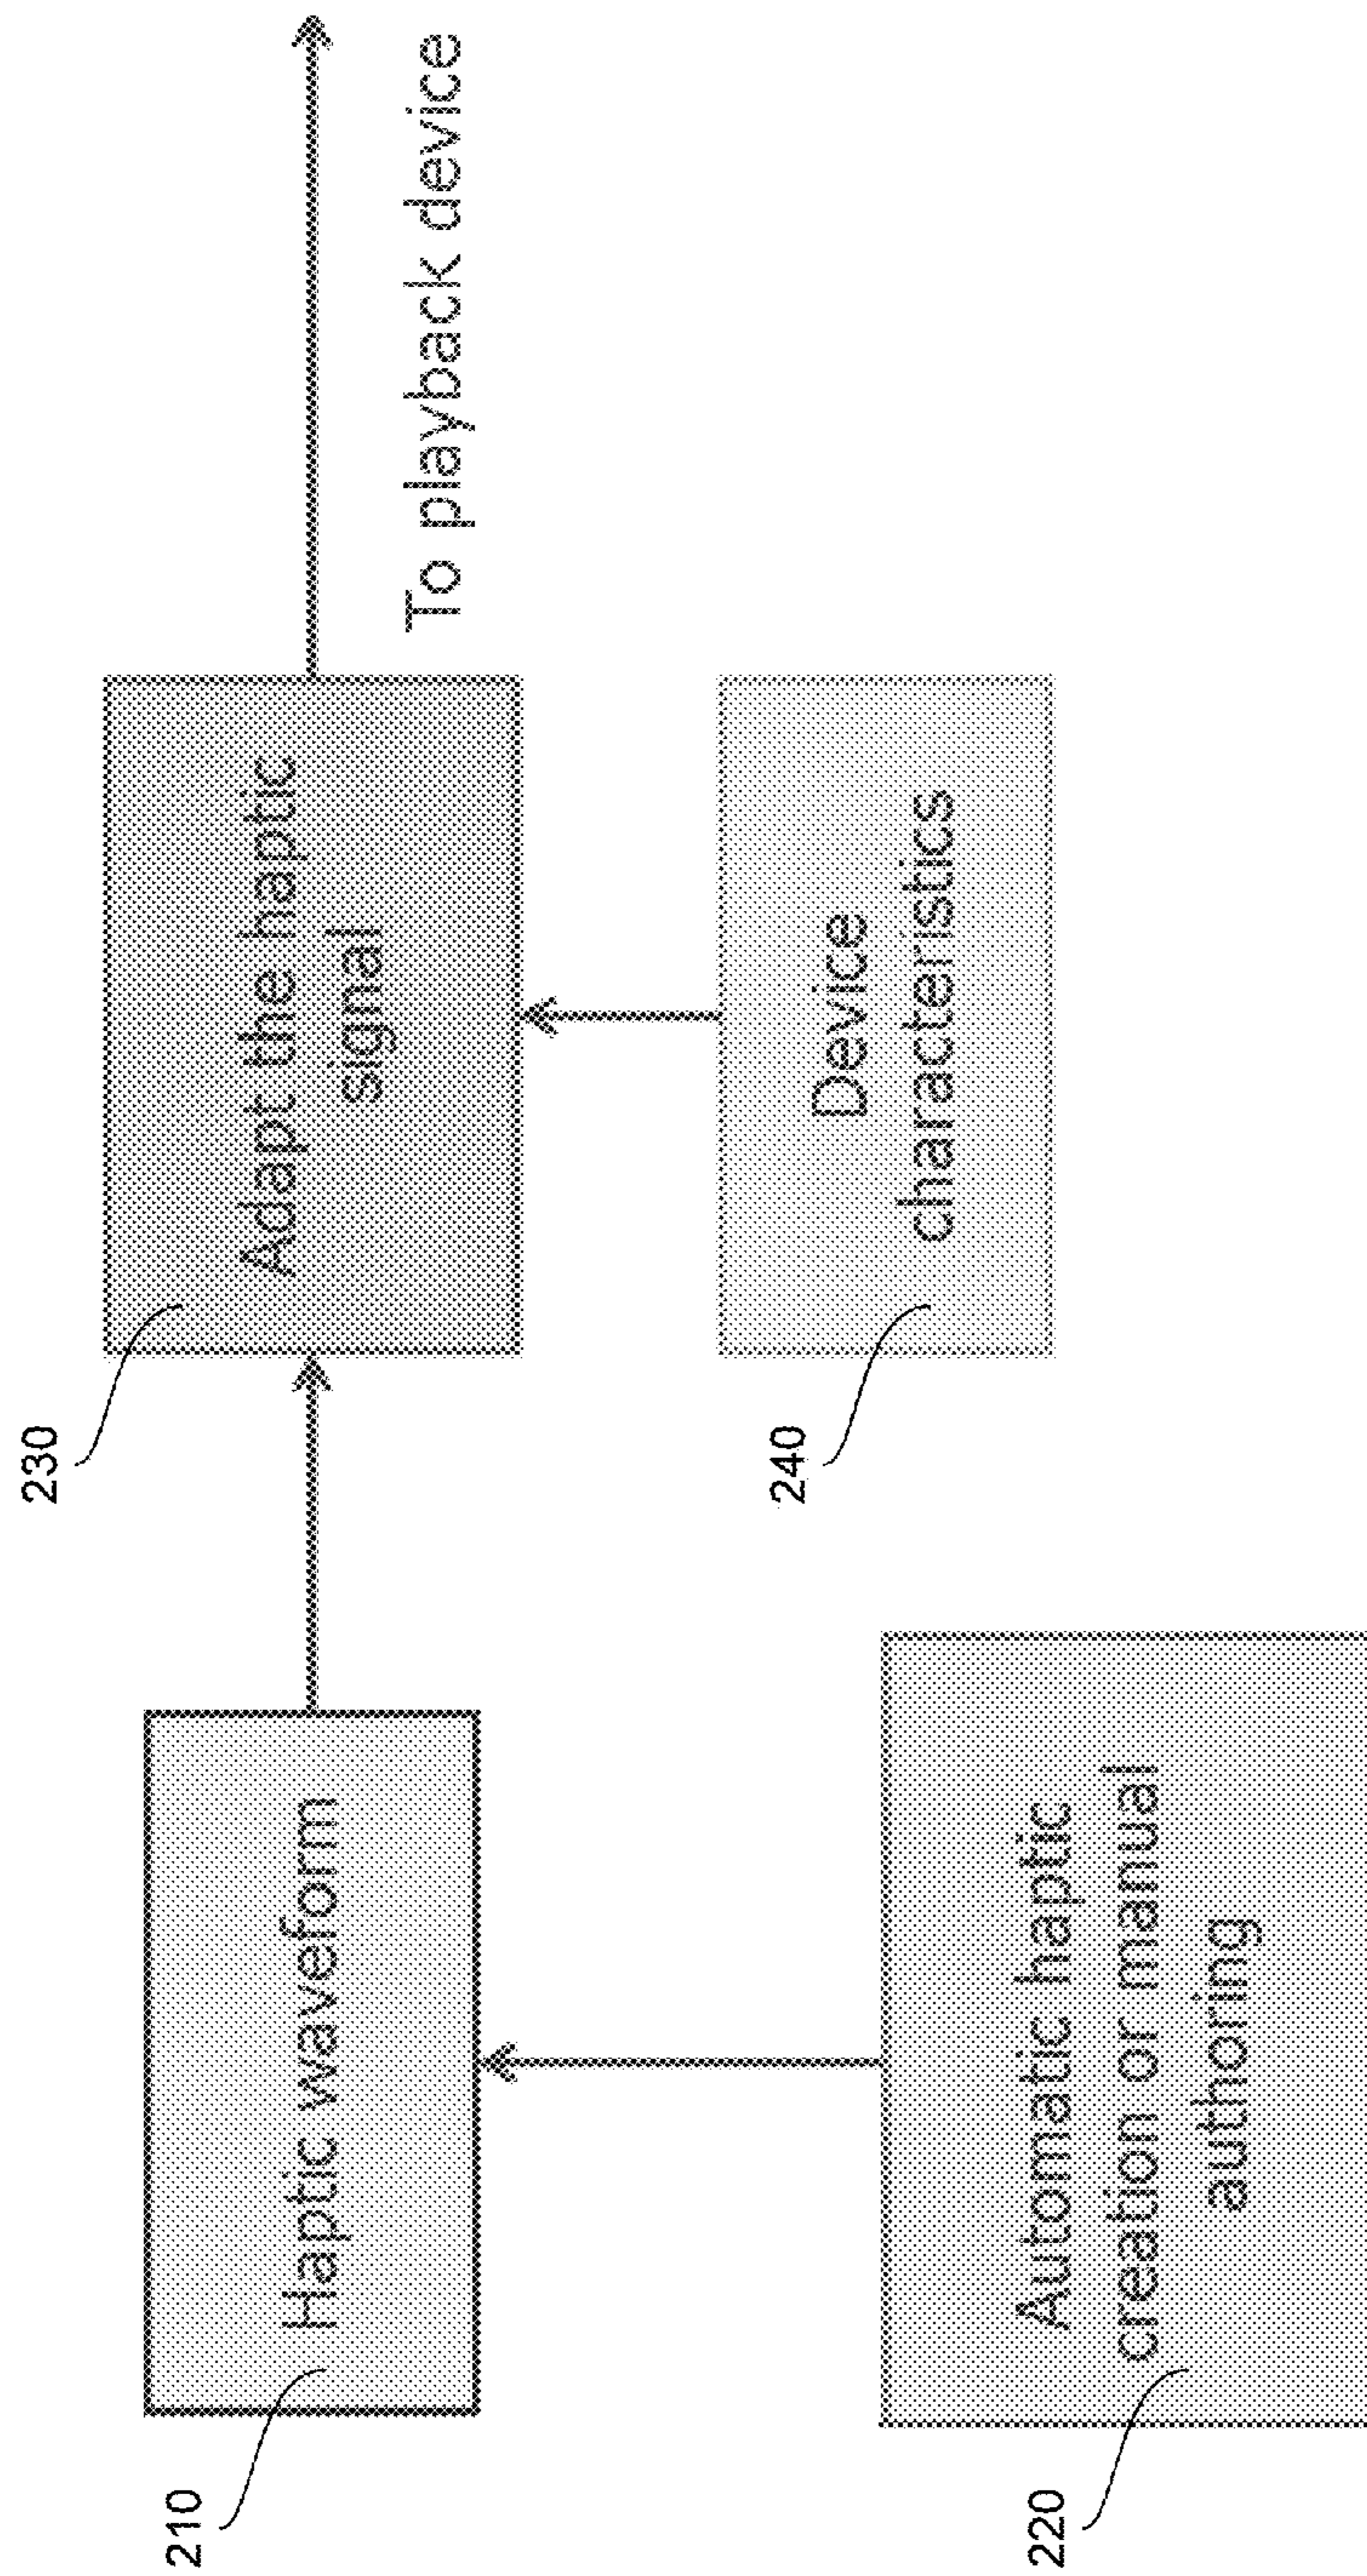 210
Haptic waveform
230
Adapt the haptic
signal
To playback device
220
Automatic haptic
creation or manual
authoring
240
Device
characteristics